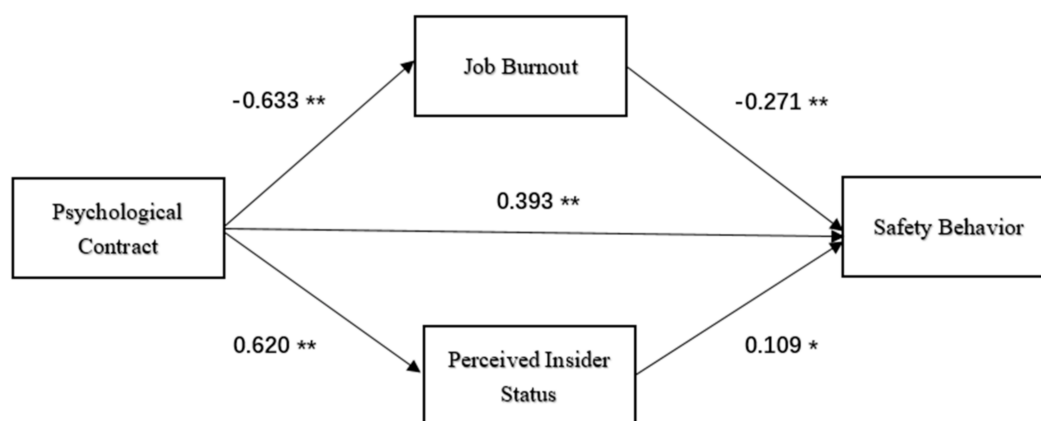 Job Burnout
-0.633 **
-0.271 **
Psychological
Contract
0.393 **
Safety Behavior
0.620 **
Perceived Insider
Status
0.109 *